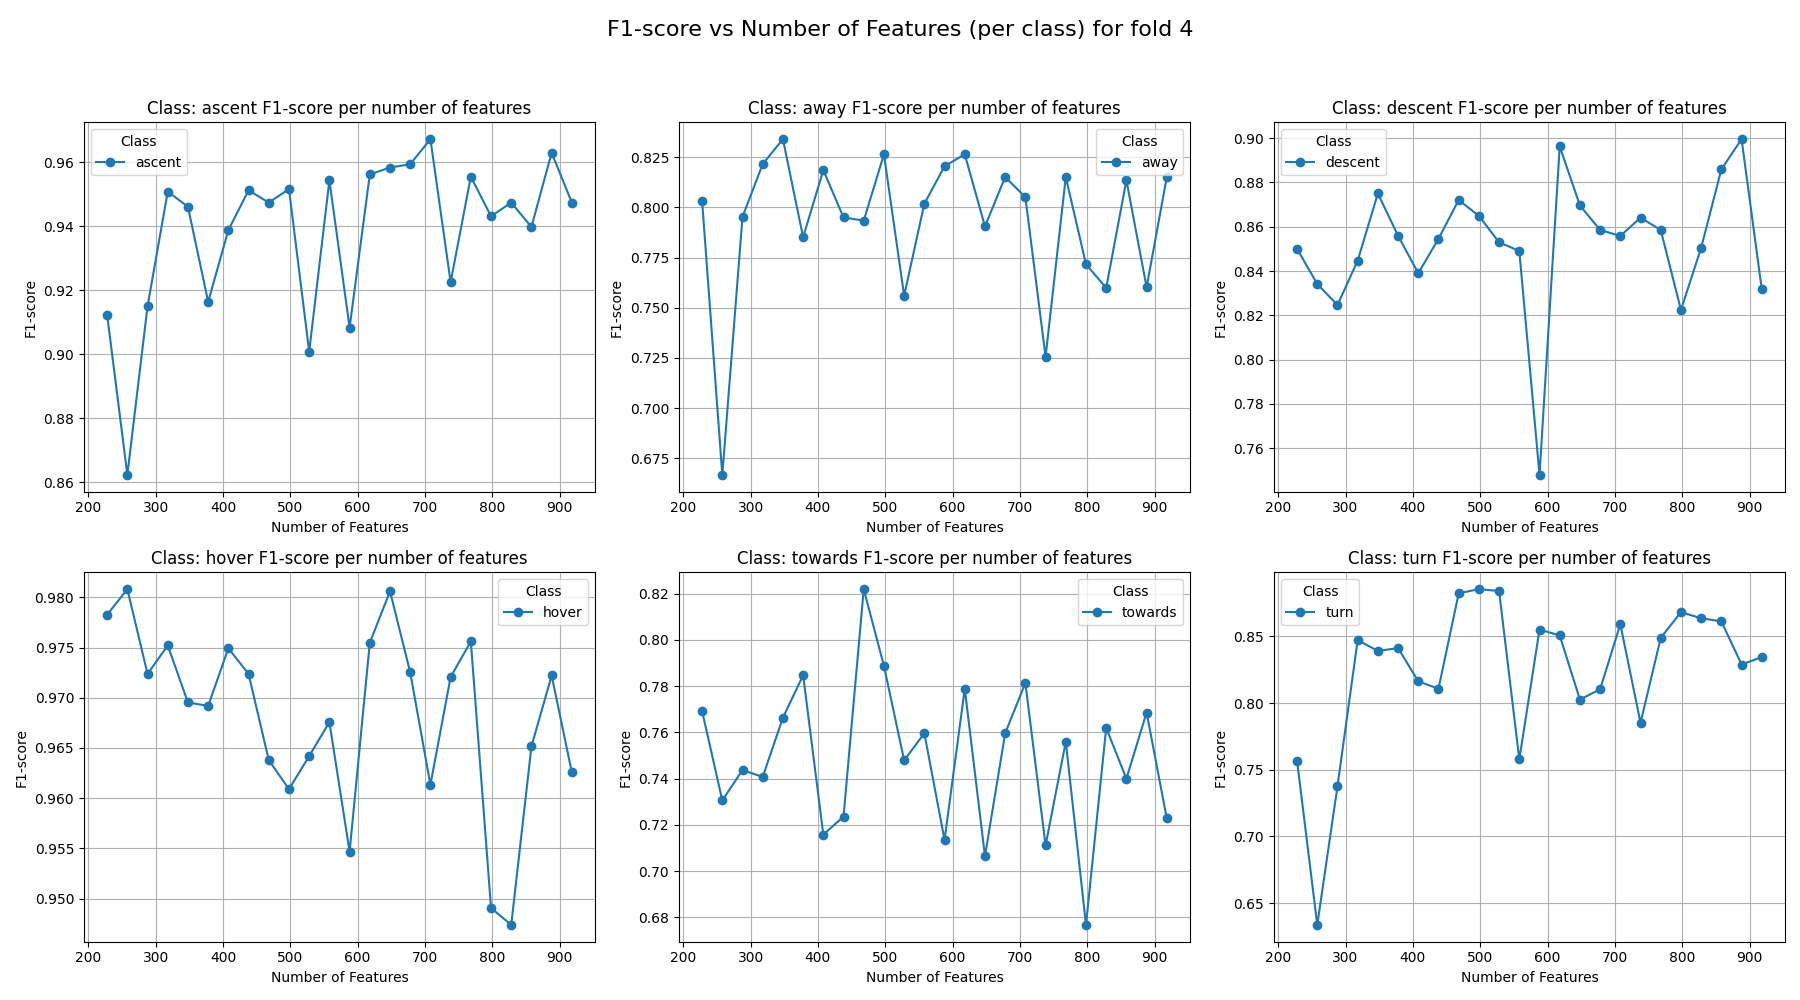 F1-score vs Number of Features (per class) for fold 4
Class: ascent F1-score per number of features
Class
ascent
F1-score
0.96
0.94
0.92
0.90
0.88
0.86
200 300 400 500 600 700 800 900
Number of Features
Class: away F1-score per number of features
Class
away
F1-score
0.825
0.800
0.775
0.750
0.725
0.700
0.675
200 300 400 500 600 700 800 900
Number of Features
Class: descent F1-score per number of features
Class
descent
F1-score
0.90
0.88
0.86
0.84
0.82
0.80
0.78
0.76
200 300 400 500 600 700 800 900
Number of Features
Class: hover F1-score per number of features
Class
hover
F1-score
0.980
0.975
0.970
0.965
0.960
0.955
0.950
200 300 400 500 600 700 800 900
Number of Features
Class: towards F1-score per number of features
Class
towards
F1-score
0.82
0.80
0.78
0.76
0.74
0.72
0.70
0.68
200 300 400 500 600 700 800 900
Number of Features
Class: turn F1-score per number of features
Class
turn
F1-score
0.85
0.80
0.75
0.70
0.65
200 300 400 500 600 700 800 900
Number of Features